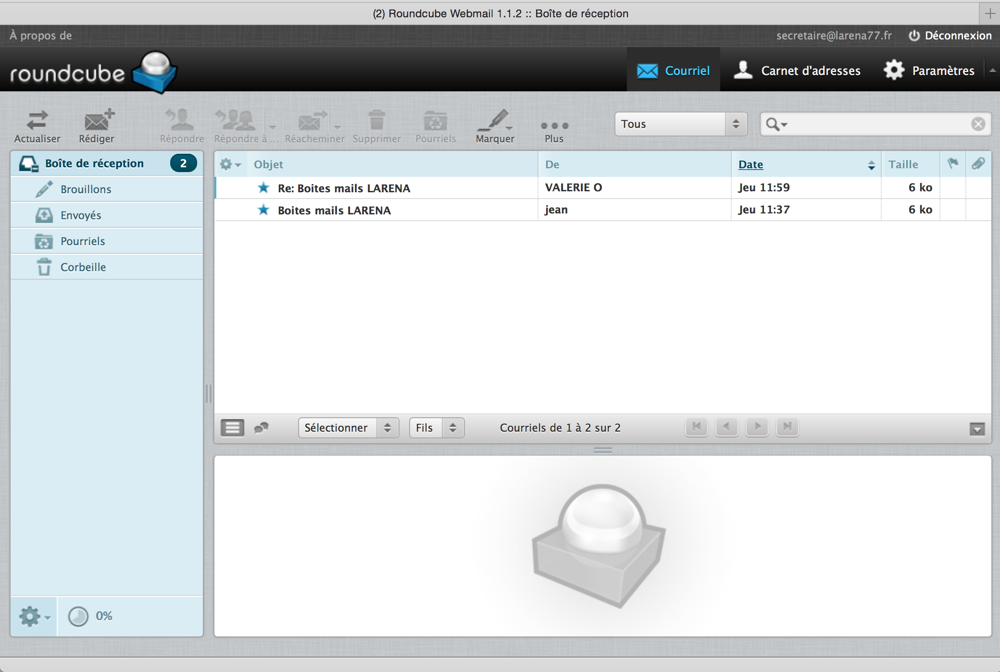 (2) Roundcube Webmail 1.1.2 :: Boîte de réception
À propos de
secretaire@larena77.fr Déconnexion
roundcube
Courriel Carnet d'adresses Paramètres
Actualiser Rédiger Répondre Répondre à ... Réacheminer Supprimer Pourriels Marquer Plus
Tous
Boîte de réception 2
Brouillons
Envoyés
Pourriels
Corbeille
Objet De Date Taille
Re: Boites mails LARENA VALERIE O Jeu 11:59 6 ko
Boites mails LARENA jean Jeu 11:37 6 ko
Sélectionner Fils Courriels de 1 à 2 sur 2
0%